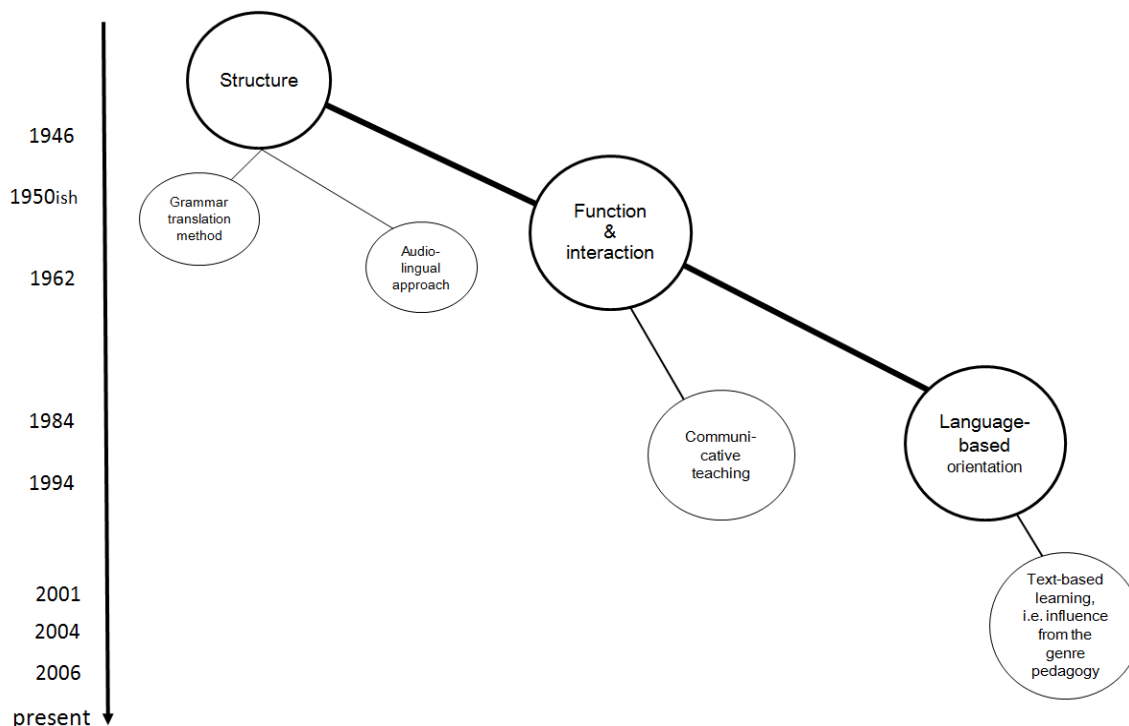 Structure
1946
1950ish
Grammar
translation
method
Function
&
interaction
Audio-
lingual
approach
1962
1984
Communi-
cative
teaching
Language-
based
orientation
1994
2001
2004
2006
present
Text-based
learning,
i.e. influence
from the
genre
pedagogy